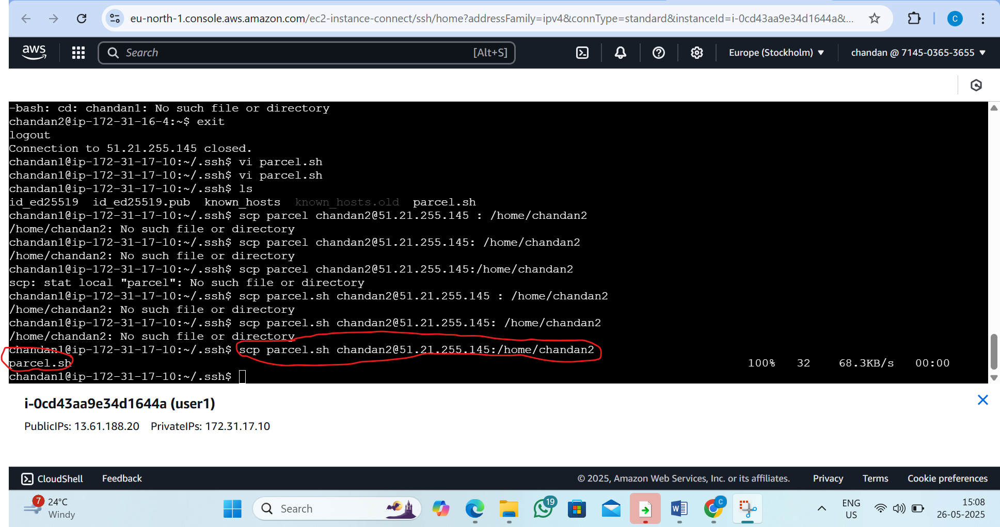 eu-north-1.console.aws.amazon.com/ec2-instance-connect/ssh/home?addressFamily=ipv4&connType=standard&instanceId=i-0cd43aa9e34d1644a&...
C
aws
Search
[Alt+S]
Europe (Stockholm)
chandan @ 7145-0365-3655
-bash: cd: chandan1: No such file or directory
chandan2@ip-172-31-16-4:~$ exit
logout
Connection to 51.21.255.145 closed.
chandan1@ip-172-31-17-10:~/.ssh$ vi parcel.sh
chandan1@ip-172-31-17-10:~/.ssh$ vi parcel.sh
chandan1@ip-172-31-17-10:~/.ssh$ ls
id_ed25519  id_ed25519.pub  known_hosts  known_hosts.old  parcel.sh
chandan1@ip-172-31-17-10:~/.ssh$ scp parcel chandan2@51.21.255.145 : /home/chandan2
/home/chandan2: No such file or directory
chandan1@ip-172-31-17-10:~/.ssh$ scp parcel chandan2@51.21.255.145: /home/chandan2
/home/chandan2: No such file or directory
chandan1@ip-172-31-17-10:~/.ssh$ scp parcel chandan2@51.21.255.145:/home/chandan2
scp: stat local "parcel": No such file or directory
chandan1@ip-172-31-17-10:~/.ssh$ scp parcel.sh chandan2@51.21.255.145 : /home/chandan2
/home/chandan2: No such file or directory
chandan1@ip-172-31-17-10:~/.ssh$ scp parcel.sh chandan2@51.21.255.145: /home/chandan2
/home/chandan2: No such file or directory
chandan1@ip-172-31-17-10:~/.ssh$ scp parcel.sh chandan2@51.21.255.145:/home/chandan2
parcel.sh 100% 32 68.3KB/s 00:00
chandan1@ip-172-31-17-10:~/.ssh$
i-0cd43aa9e34d1644a (user1)
PublicIPs: 13.61.188.20 PrivateIPs: 172.31.17.10
CloudShell Feedback © 2025, Amazon Web Services, Inc. or its affiliates. Privacy Terms Cookie preferences
7
24°C
Windy
Search
19
W
C
ENG
US
15:08
26-05-2025